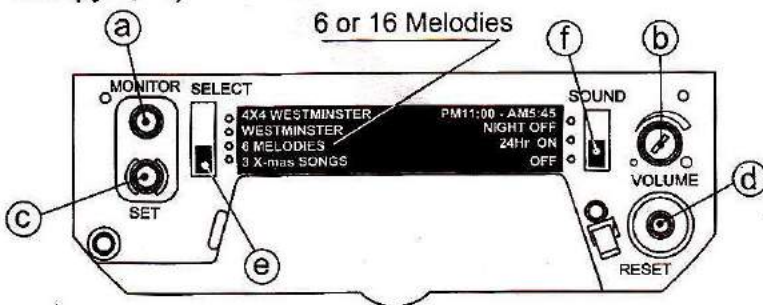 6 or 16 Melodies
a
f
b
MONITOR
SELECT
SOUND
4X4 WESTMINSTER PM11:00 - AM5:45
WESTMINSTER NIGHT OFF
6 MELODIES 24Hr ON
3 X-mas SONGS OFF
VOLUME
c
d
SET
e
RESET